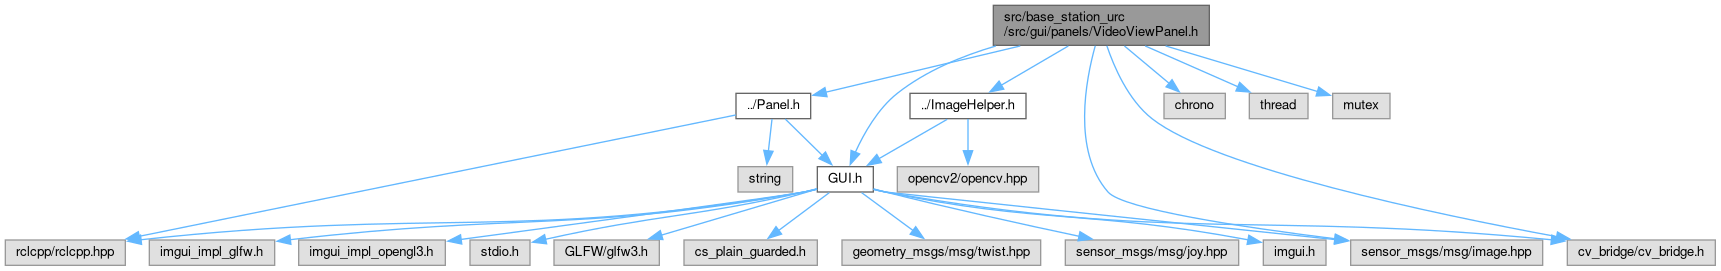 src/base_station_urc
/src/gui/panels/VideoViewPanel.h
../Panel.h
../ImageHelper.h
chrono
thread
mutex
string
GUI.h
opencv2/opencv.hpp
rclcpp/rclcpp.hpp
imgui_impl_glfw.h
imgui_impl_opengl3.h
stdio.h
GLFW/glfw3.h
cs_plain_guarded.h
geometry_msgs/msg/twist.hpp
sensor_msgs/msg/joy.hpp
imgui.h
sensor_msgs/msg/image.hpp
cv_bridge/cv_bridge.h